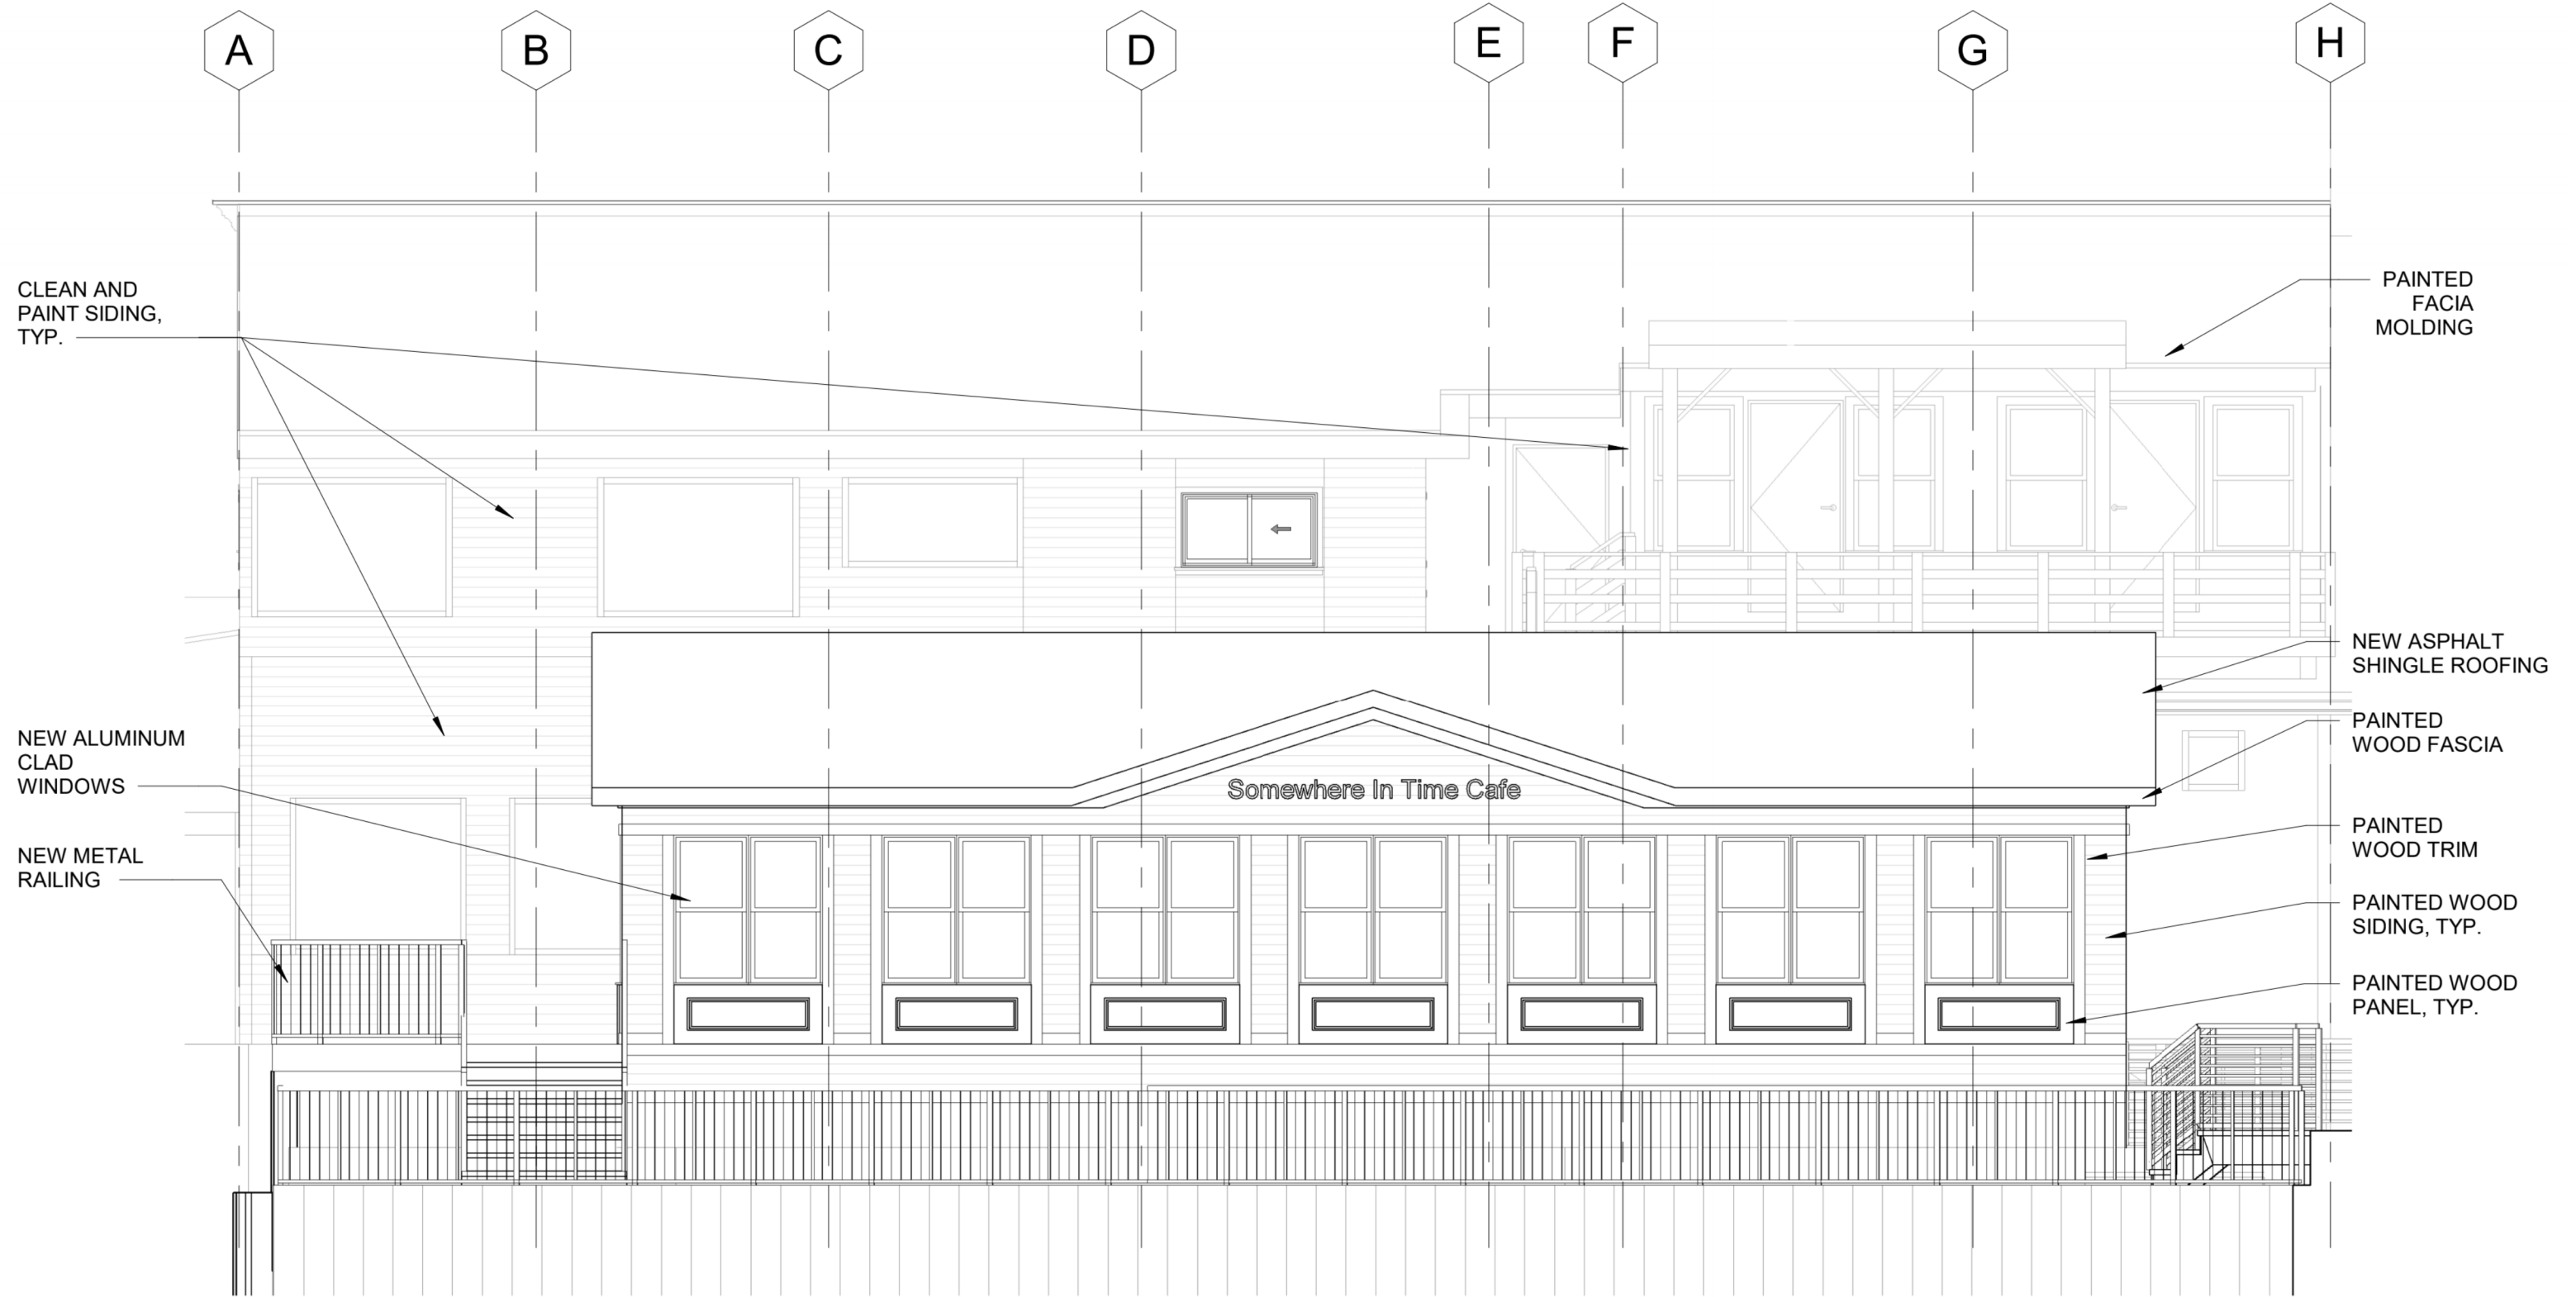 A B C D E F G H
CLEAN AND
PAINT SIDING,
TYP.
PAINTED
FACIA
MOLDING
NEW ASPHALT
SHINGLE ROOFING
PAINTED
WOOD FASCIA
NEW ALUMINUM
CLAD
WINDOWS
Somewhere In Time Cafe
PAINTED
WOOD TRIM
NEW METAL
RAILING
PAINTED WOOD
SIDING, TYP.
PAINTED WOOD
PANEL, TYP.